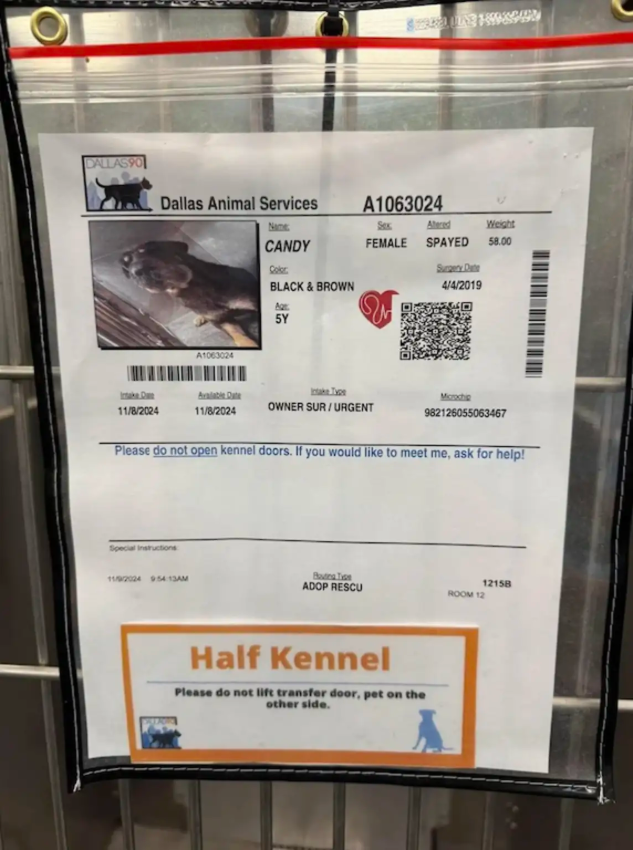 DALLAS90
Dallas Animal Services A1063024
Name: Sex: Altered Weight
CANDY FEMALE SPAYED 58.00
Color: Surgery Date
BLACK & BROWN 4/4/2019
Age:
5Y
A1063024
Intake Date Available Date Intake Type Microchip
11/8/2024 11/8/2024 OWNER SUR / URGENT 982126055063467
Please do not open kennel doors. If you would like to meet me, ask for help!
Special Instructions:
11/9/2024 9:54:13AM Routing Type 1215B
ADOP RESCU ROOM 12
Half Kennel
Please do not lift transfer door, pet on the
other side.